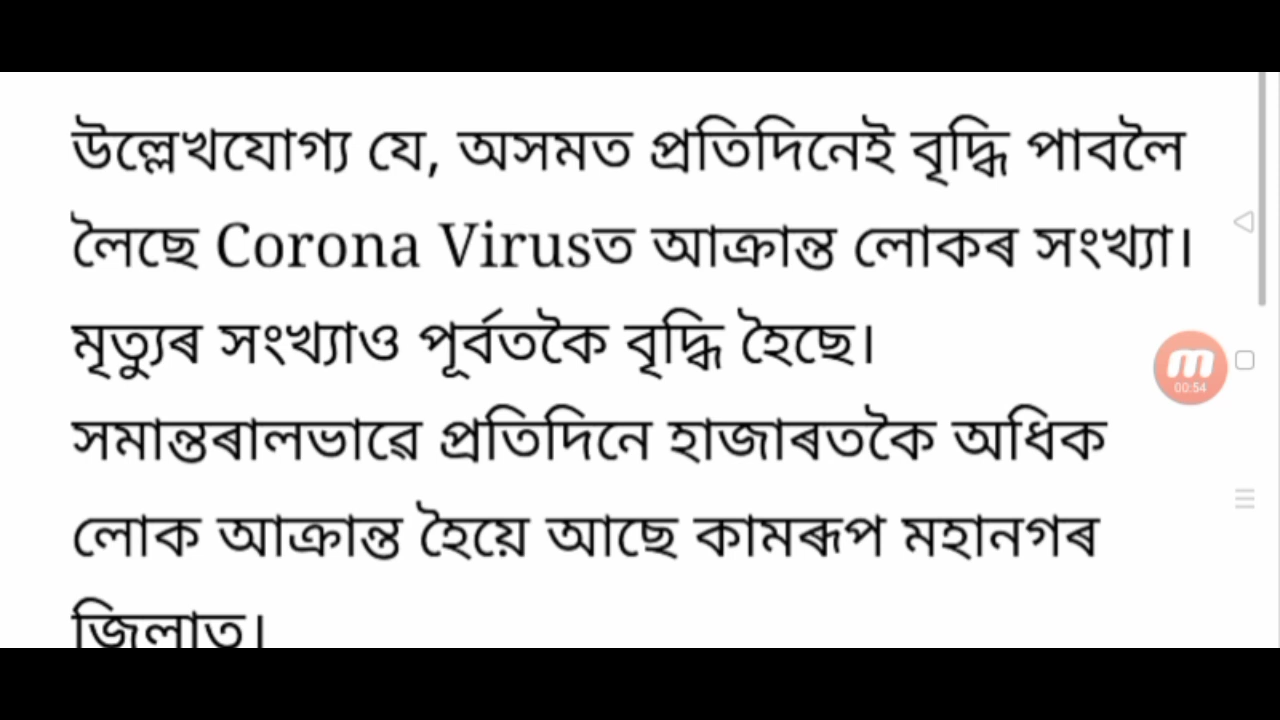 উল্লেখযোগ্য যে, অসমত প্ৰতিদিনেই বৃদ্ধি পাবলৈ
লৈছে Corona Virusত আক্ৰান্ত লোকৰ সংখ্যা।
মৃত্যুৰ সংখ্যাও পূৰ্বতকৈ বৃদ্ধি হৈছে।
সমান্তৰালভাৱে প্ৰতিদিনে হাজাৰতকৈ অধিক
লোক আক্ৰান্ত হৈয়ে আছে কামৰূপ মহানগৰ
জিলাত।
00:54